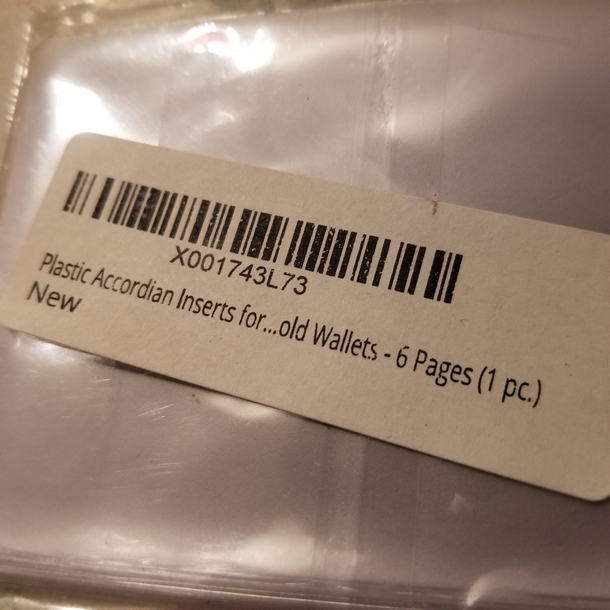 X001743L73
Plastic Accordian Inserts for...old Wallets - 6 Pages (1 pc.)
New